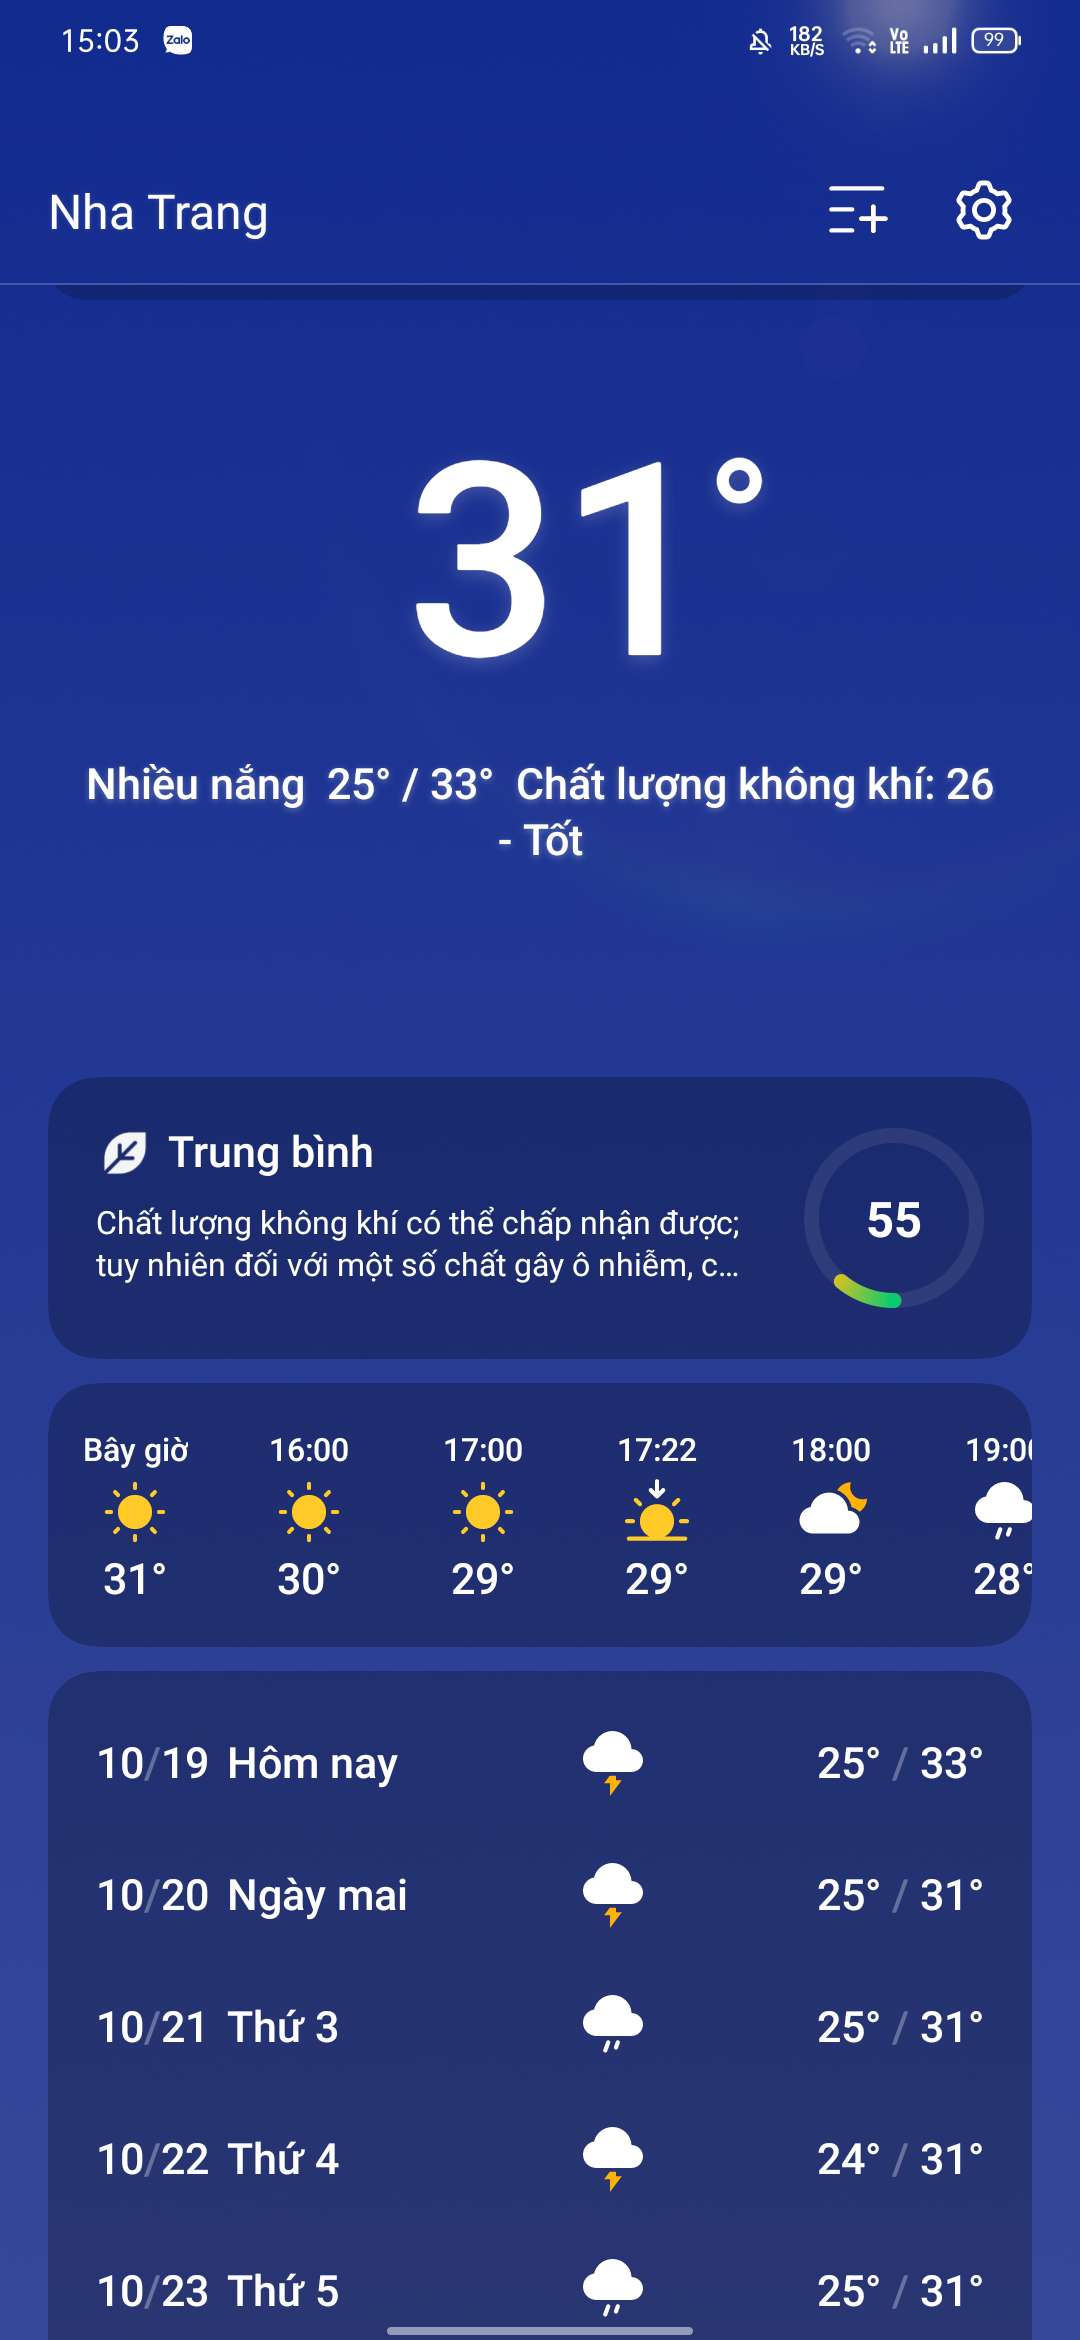 15:03 Zalo 182 KB/S Vo LTE 99
Nha Trang
31°
Nhiều nắng 25° / 33° Chất lượng không khí: 26
- Tốt
Trung bình
Chất lượng không khí có thể chấp nhận được;
tuy nhiên đối với một số chất gây ô nhiễm, c...
55
Bây giờ 16:00 17:00 17:22 18:00 19:00
31° 30° 29° 29° 29° 28°
10/19 Hôm nay 25° / 33°
10/20 Ngày mai 25° / 31°
10/21 Thứ 3 25° / 31°
10/22 Thứ 4 24° / 31°
10/23 Thứ 5 25° / 31°